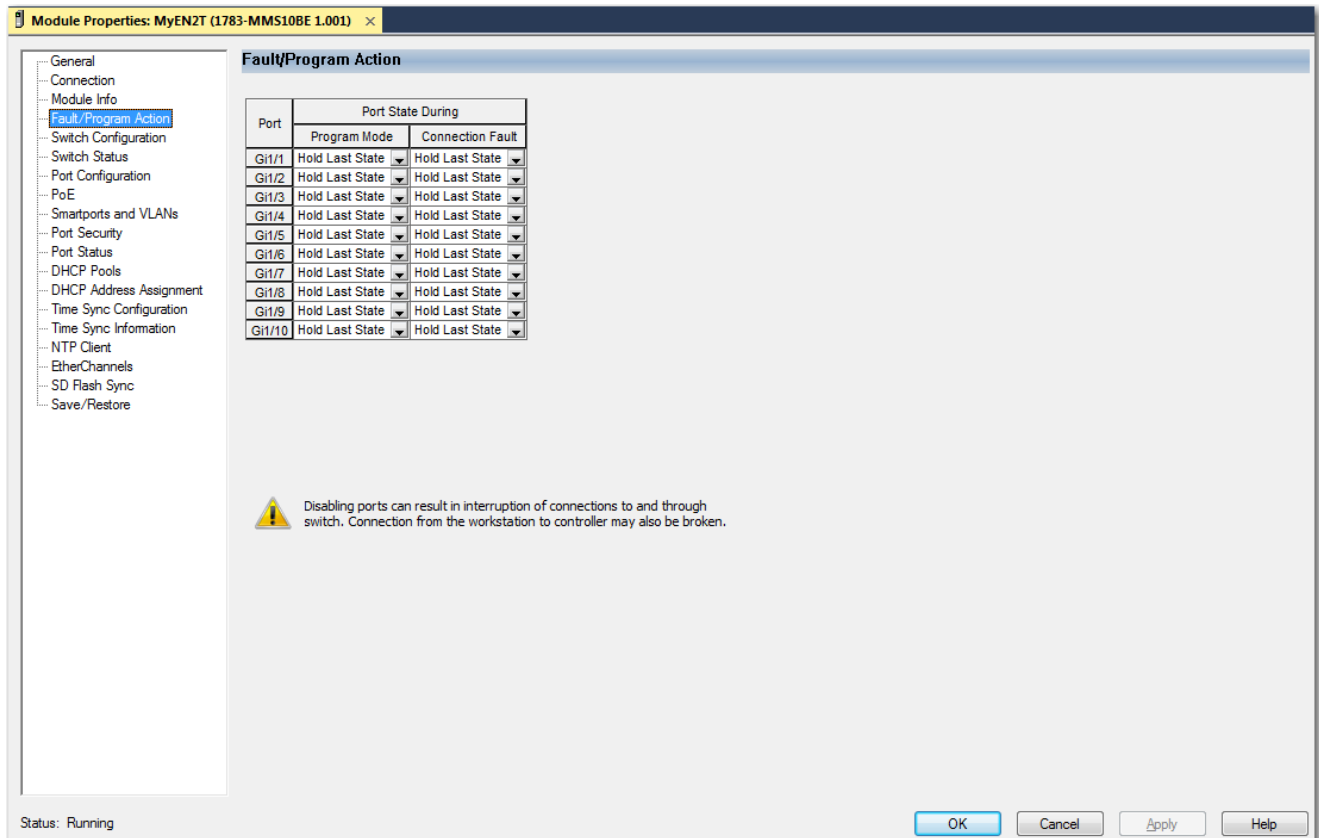 Module Properties: MyEN2T (1783-MMS10BE 1.001) ×
General
Connection
Module Info
Fault/Program Action
Switch Configuration
Switch Status
Port Configuration
PoE
Smartports and VLANs
Port Security
Port Status
DHCP Pools
DHCP Address Assignment
Time Sync Configuration
Time Sync Information
NTP Client
EtherChannels
SD Flash Sync
Save/Restore
Fault/Program Action
Port State During
Port
Program Mode Connection Fault
Gi1/1 Hold Last State Hold Last State
Gi1/2 Hold Last State Hold Last State
Gi1/3 Hold Last State Hold Last State
Gi1/4 Hold Last State Hold Last State
Gi1/5 Hold Last State Hold Last State
Gi1/6 Hold Last State Hold Last State
Gi1/7 Hold Last State Hold Last State
Gi1/8 Hold Last State Hold Last State
Gi1/9 Hold Last State Hold Last State
Gi1/10 Hold Last State Hold Last State
Disabling ports can result in interruption of connections to and through
switch. Connection from the workstation to controller may also be broken.
Status: Running
OK Cancel Apply Help